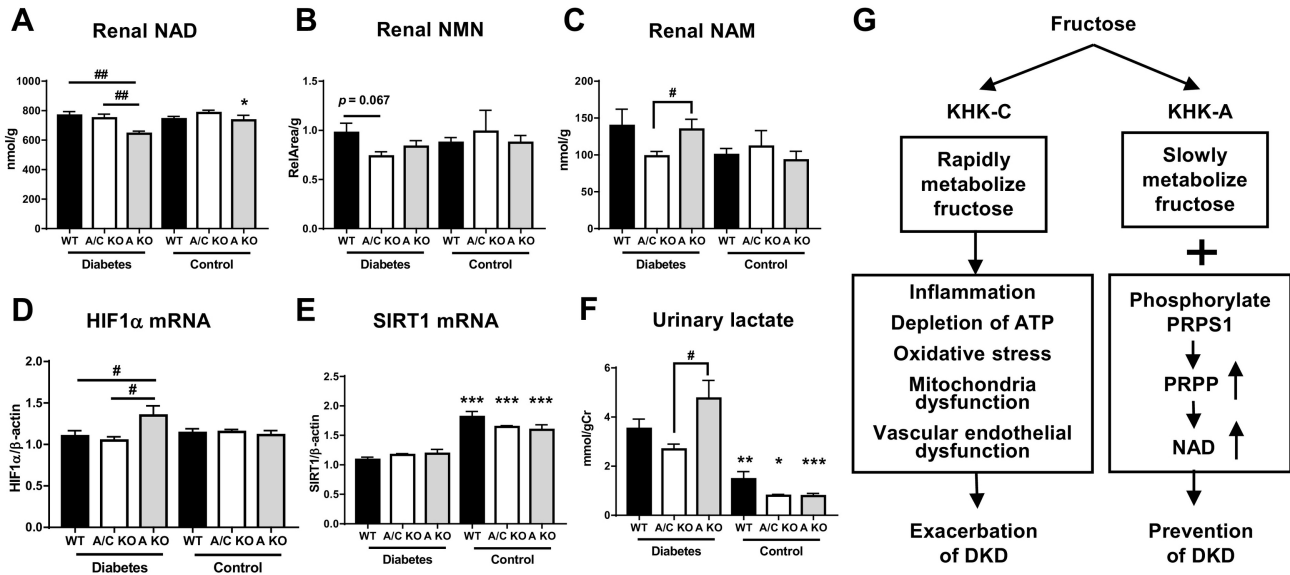 A
Renal NAD
nmol/g
1000
800
600
400
200
0
##
##
*
WT A/C KO A KO WT A/C KO A KO
Diabetes Control
B
Renal NMN
RelArea/g
1.5
1.0
0.5
0.0
p = 0.067
WT A/C KO A KO WT A/C KO A KO
Diabetes Control
C
Renal NAM
nmol/g
200
150
100
50
0
#
WT A/C KO A KO WT A/C KO A KO
Diabetes Control
D
HIF1α mRNA
HIF1α/β-actin
2.0
1.5
1.0
0.5
0.0
#
#
WT A/C KO A KO WT A/C KO A KO
Diabetes Control
E
SIRT1 mRNA
SIRT1/β-actin
2.5
2.0
1.5
1.0
0.5
0.0
*** *** ***
WT A/C KO A KO WT A/C KO A KO
Diabetes Control
F
Urinary lactate
mmol/gCr
6
4
2
0
#
** * ***
WT A/C KO A KO WT A/C KO A KO
Diabetes Control
G
Fructose
KHK-C
Rapidly
metabolize
fructose
Inflammation
Depletion of ATP
Oxidative stress
Mitochondria
dysfunction
Vascular endothelial
dysfunction
Exacerbation
of DKD
KHK-A
Slowly
metabolize
fructose
+
Phosphorylate
PRPS1
PRPP
NAD
Prevention
of DKD